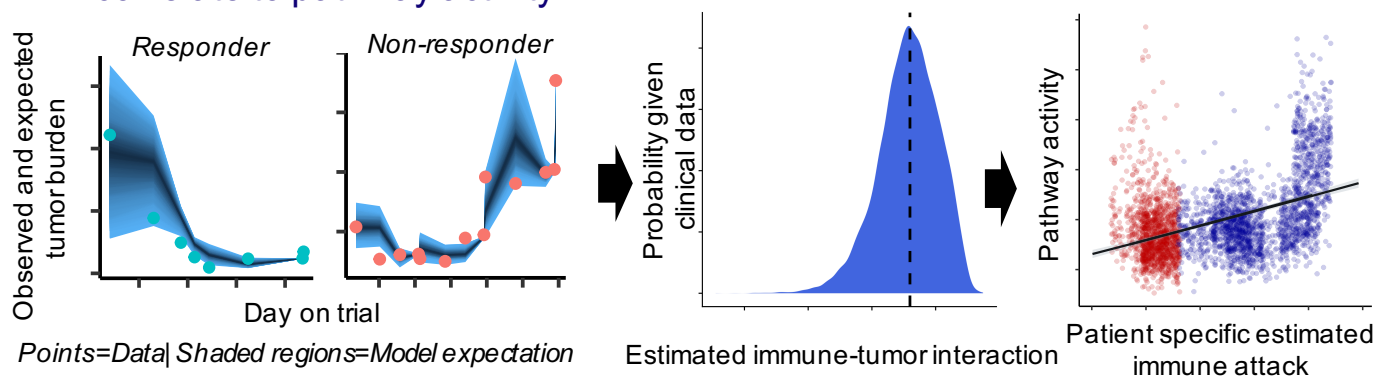 Responder
Non-responder
Observed and expected
tumor burden
Day on trial
Points=Data| Shaded regions=Model expectation
Probability given
clinical data
Estimated immune-tumor interaction
Pathway activity
Patient specific estimated
immune attack